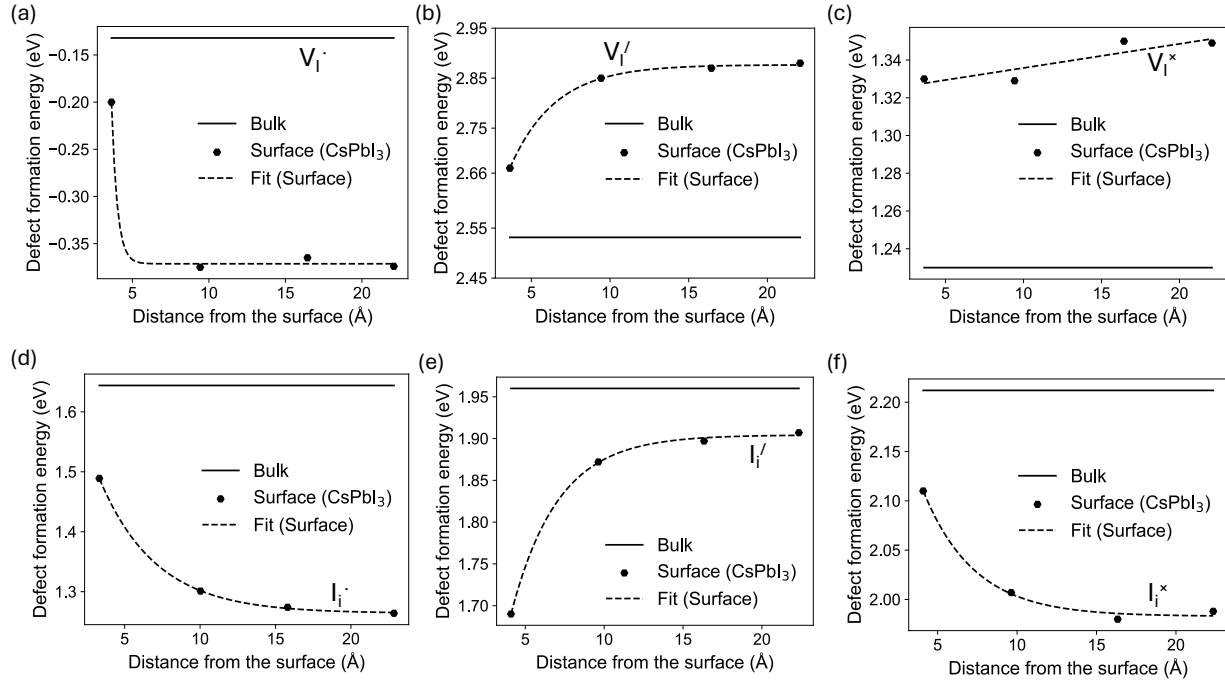 (a)
Defect formation energy (eV)
−0.15
−0.20
−0.25
−0.30
−0.35
V_I^·
Bulk
Surface (CsPbI₃)
Fit (Surface)
5 10 15 20
Distance from the surface (Å)
(b)
Defect formation energy (eV)
2.95
2.85
2.75
2.66
2.55
2.45
V_I^/
Bulk
Surface (CsPbI₃)
Fit (Surface)
5 10 15 20
Distance from the surface (Å)
(c)
Defect formation energy (eV)
1.34
1.32
1.30
1.28
1.26
1.24
V_I^×
Bulk
Surface (CsPbI₃)
Fit (Surface)
5 10 15 20
Distance from the surface (Å)
(d)
Defect formation energy (eV)
1.6
1.5
1.4
1.3
Bulk
Surface (CsPbI₃)
Fit (Surface)
I_i^·
5 10 15 20
Distance from the surface (Å)
(e)
Defect formation energy (eV)
1.95
1.90
1.85
1.80
1.75
1.70
I_i^/
Bulk
Surface (CsPbI₃)
Fit (Surface)
5 10 15 20
Distance from the surface (Å)
(f)
Defect formation energy (eV)
2.20
2.15
2.10
2.05
2.00
Bulk
Surface (CsPbI₃)
Fit (Surface)
I_i^×
5 10 15 20
Distance from the surface (Å)